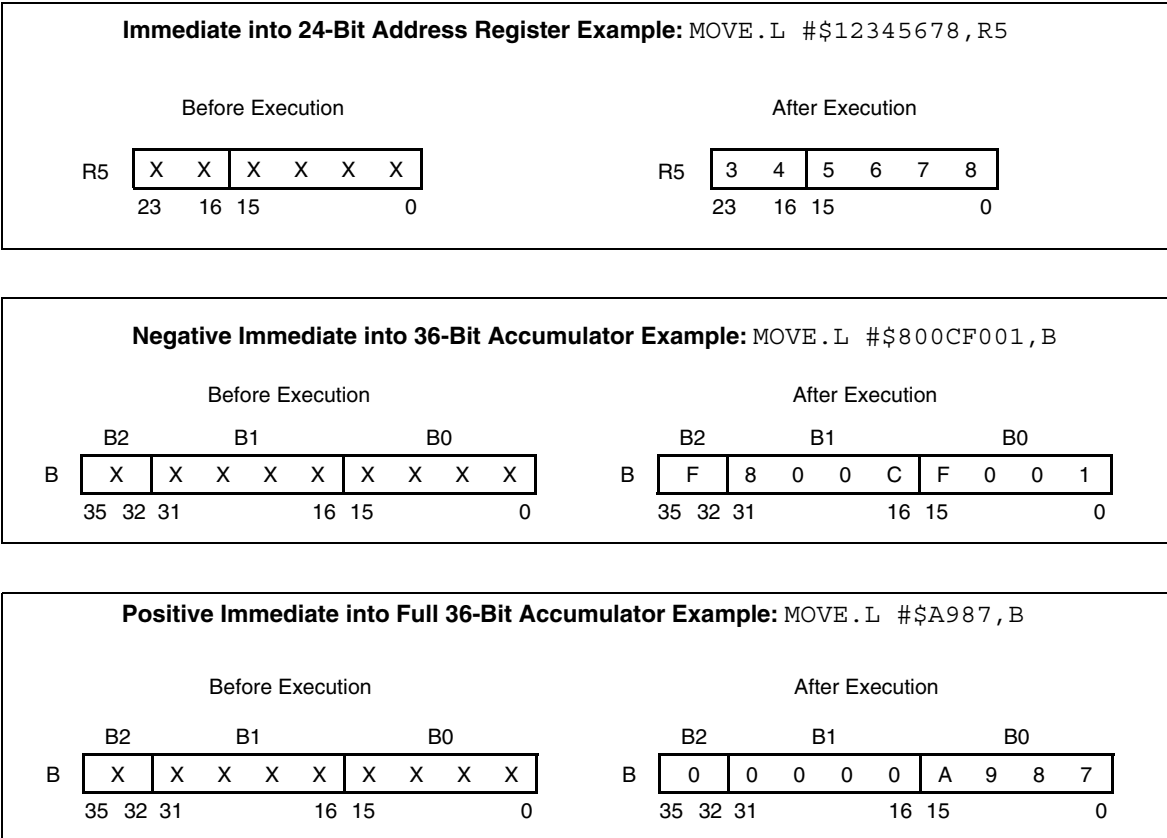 Immediate into 24-Bit Address Register Example: MOVE.L #$12345678,R5
Before Execution After Execution
R5 X X X X X X R5 3 4 5 6 7 8
23 16 15 0 23 16 15 0
Negative Immediate into 36-Bit Accumulator Example: MOVE.L #$800CF001,B
Before Execution After Execution
B2 B1 B0 B2 B1 B0
B X X X X X X X X X B F 8 0 0 C F 0 0 1
35 32 31 16 15 0 35 32 31 16 15 0
Positive Immediate into Full 36-Bit Accumulator Example: MOVE.L #$A987,B
Before Execution After Execution
B2 B1 B0 B2 B1 B0
B X X X X X X X X X B 0 0 0 0 0 A 9 8 7
35 32 31 16 15 0 35 32 31 16 15 0